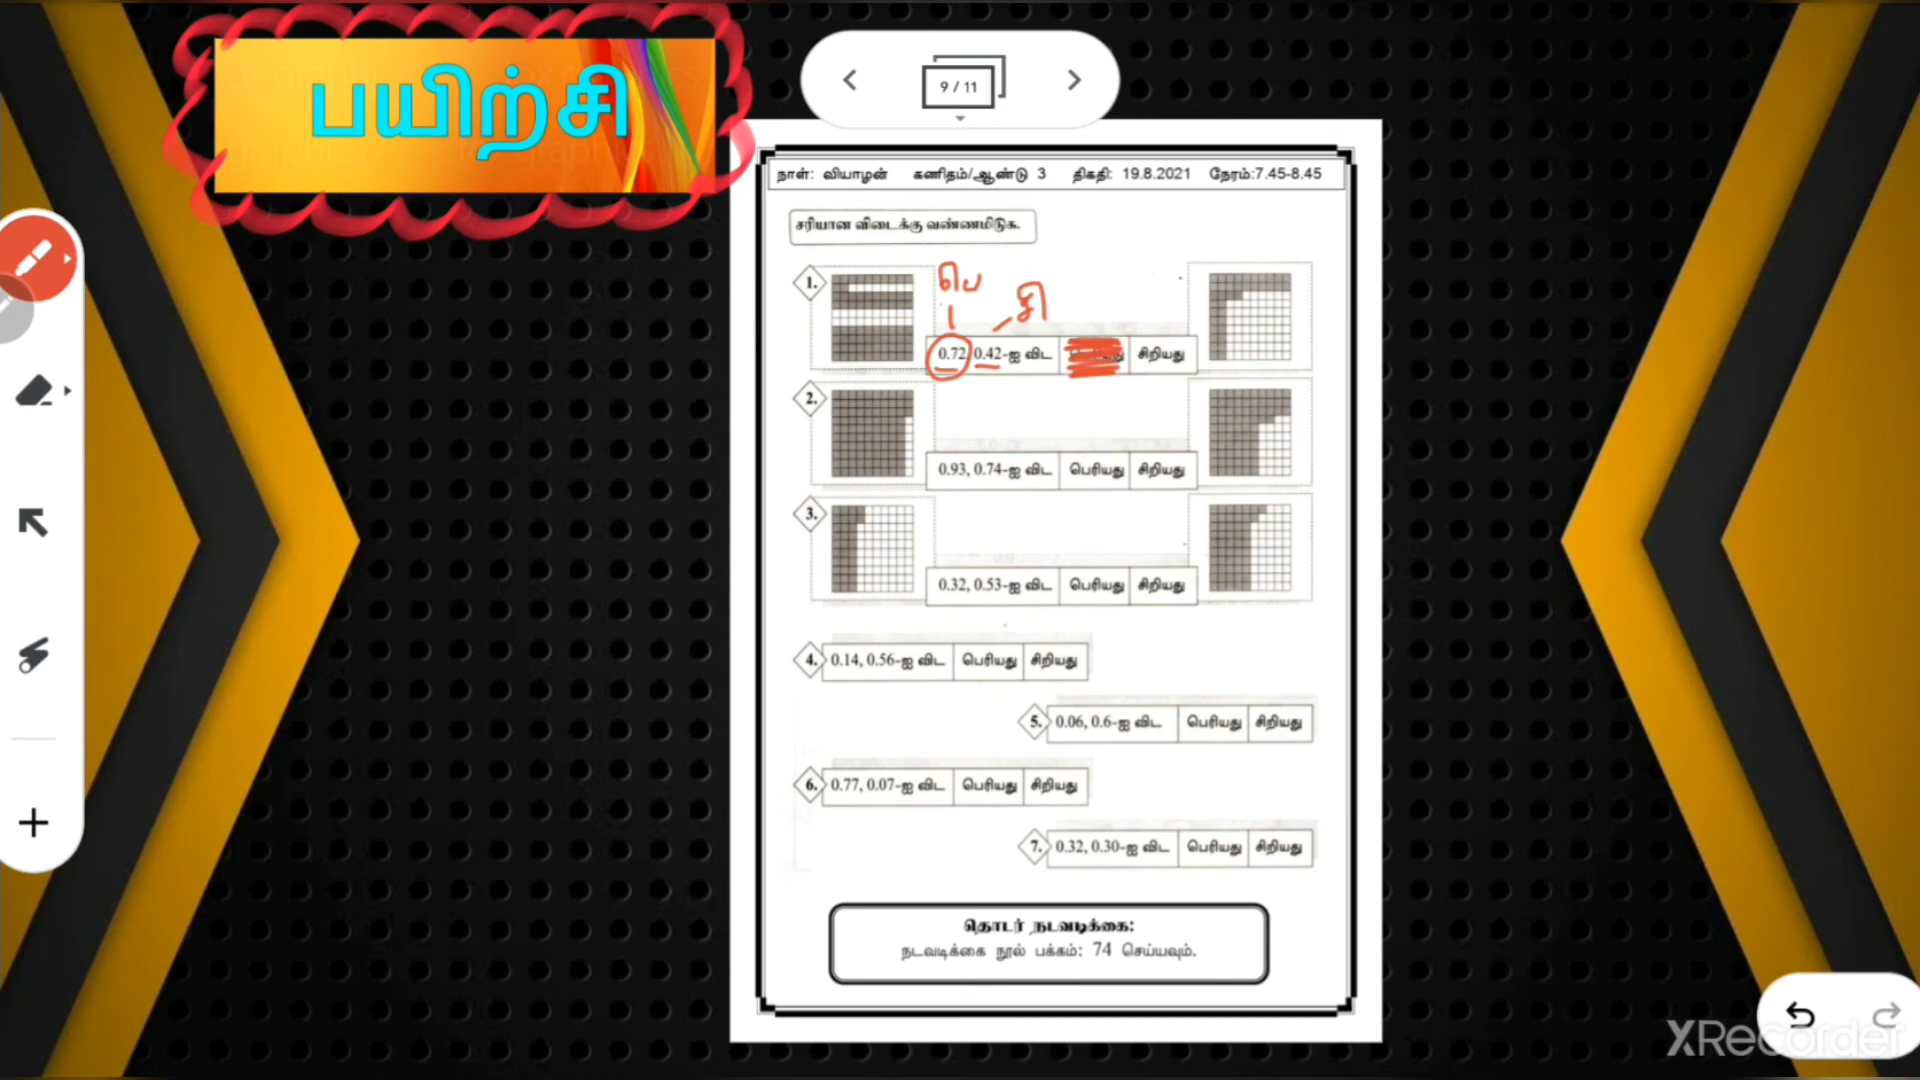 பயிற்சி
9 / 11
நாள்: வியாழன் கணிதம்/ஆண்டு 3 திகதி: 19.8.2021 நேரம்:7.45-8.45
சரியான விடைக்கு வண்ணமிடுக.
பெ
சி
1. 0.72, 0.42-ஐ விட சிறியது
2. 0.93, 0.74-ஐ விட பெரியது சிறியது
3. 0.32, 0.53-ஐ விட பெரியது சிறியது
4. 0.14, 0.56-ஐ விட பெரியது சிறியது
5. 0.06, 0.6-ஐ விட பெரியது சிறியது
6. 0.77, 0.07-ஐ விட பெரியது சிறியது
7. 0.32, 0.30-ஐ விட பெரியது சிறியது
தொடர் நடவடிக்கை:
நடவடிக்கை நூல் பக்கம்: 74 செய்யவும்.
XRecorder